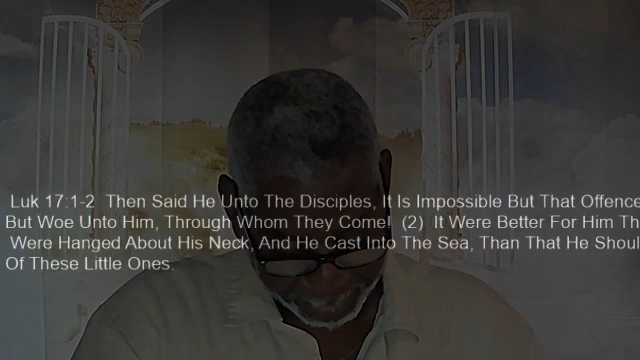 Luk 17:1-2 Then Said He Unto The Disciples, It Is Impossible But That Offence
But Woe Unto Him, Through Whom They Come! (2) It Were Better For Him Th
Were Hanged About His Neck, And He Cast Into The Sea, Than That He Shoul
Of These Little Ones.